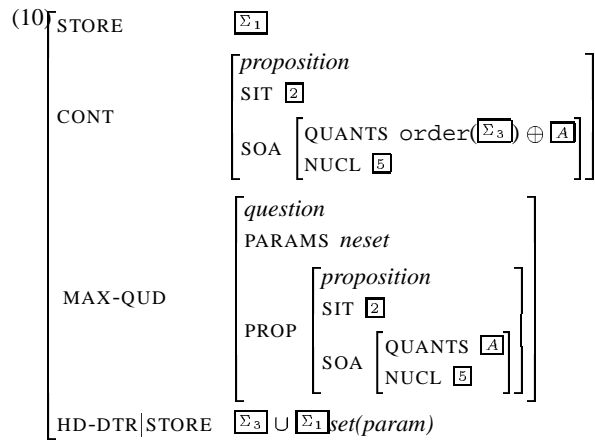 (10)
STORE Σ1
proposition
SIT 2
CONT
SOA QUANTS order(Σ3) ⊕ A
NUCL 5
question
PARAMS neset
proposition
MAX-QUD
SIT 2
PROP
SOA QUANTS A
NUCL 5
HD-DTR|STORE Σ3 ∪ Σ1 set(param)